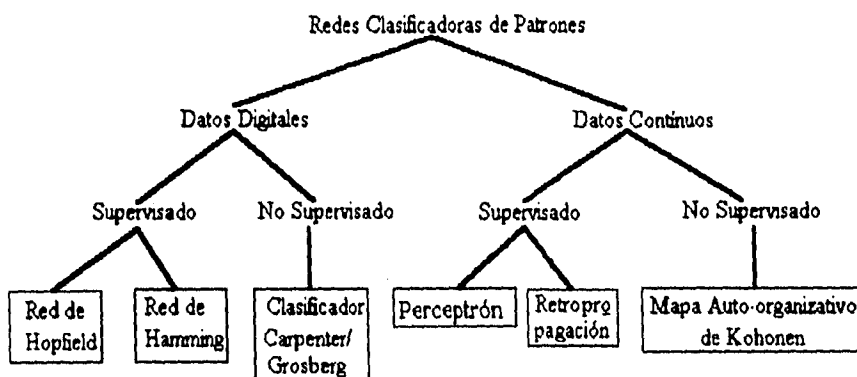 Redes Clasificadoras de Patrones
Datos Digitales
Datos Contínuos
Supervisado
No Supervisado
Supervisado
No Supervisado
Red de
Hopfield
Red de
Hamming
Clasificador
Carpenter/
Grosberg
Perceptrón
Retropro
pagación
Mapa Auto-organizativo
de Kohonen